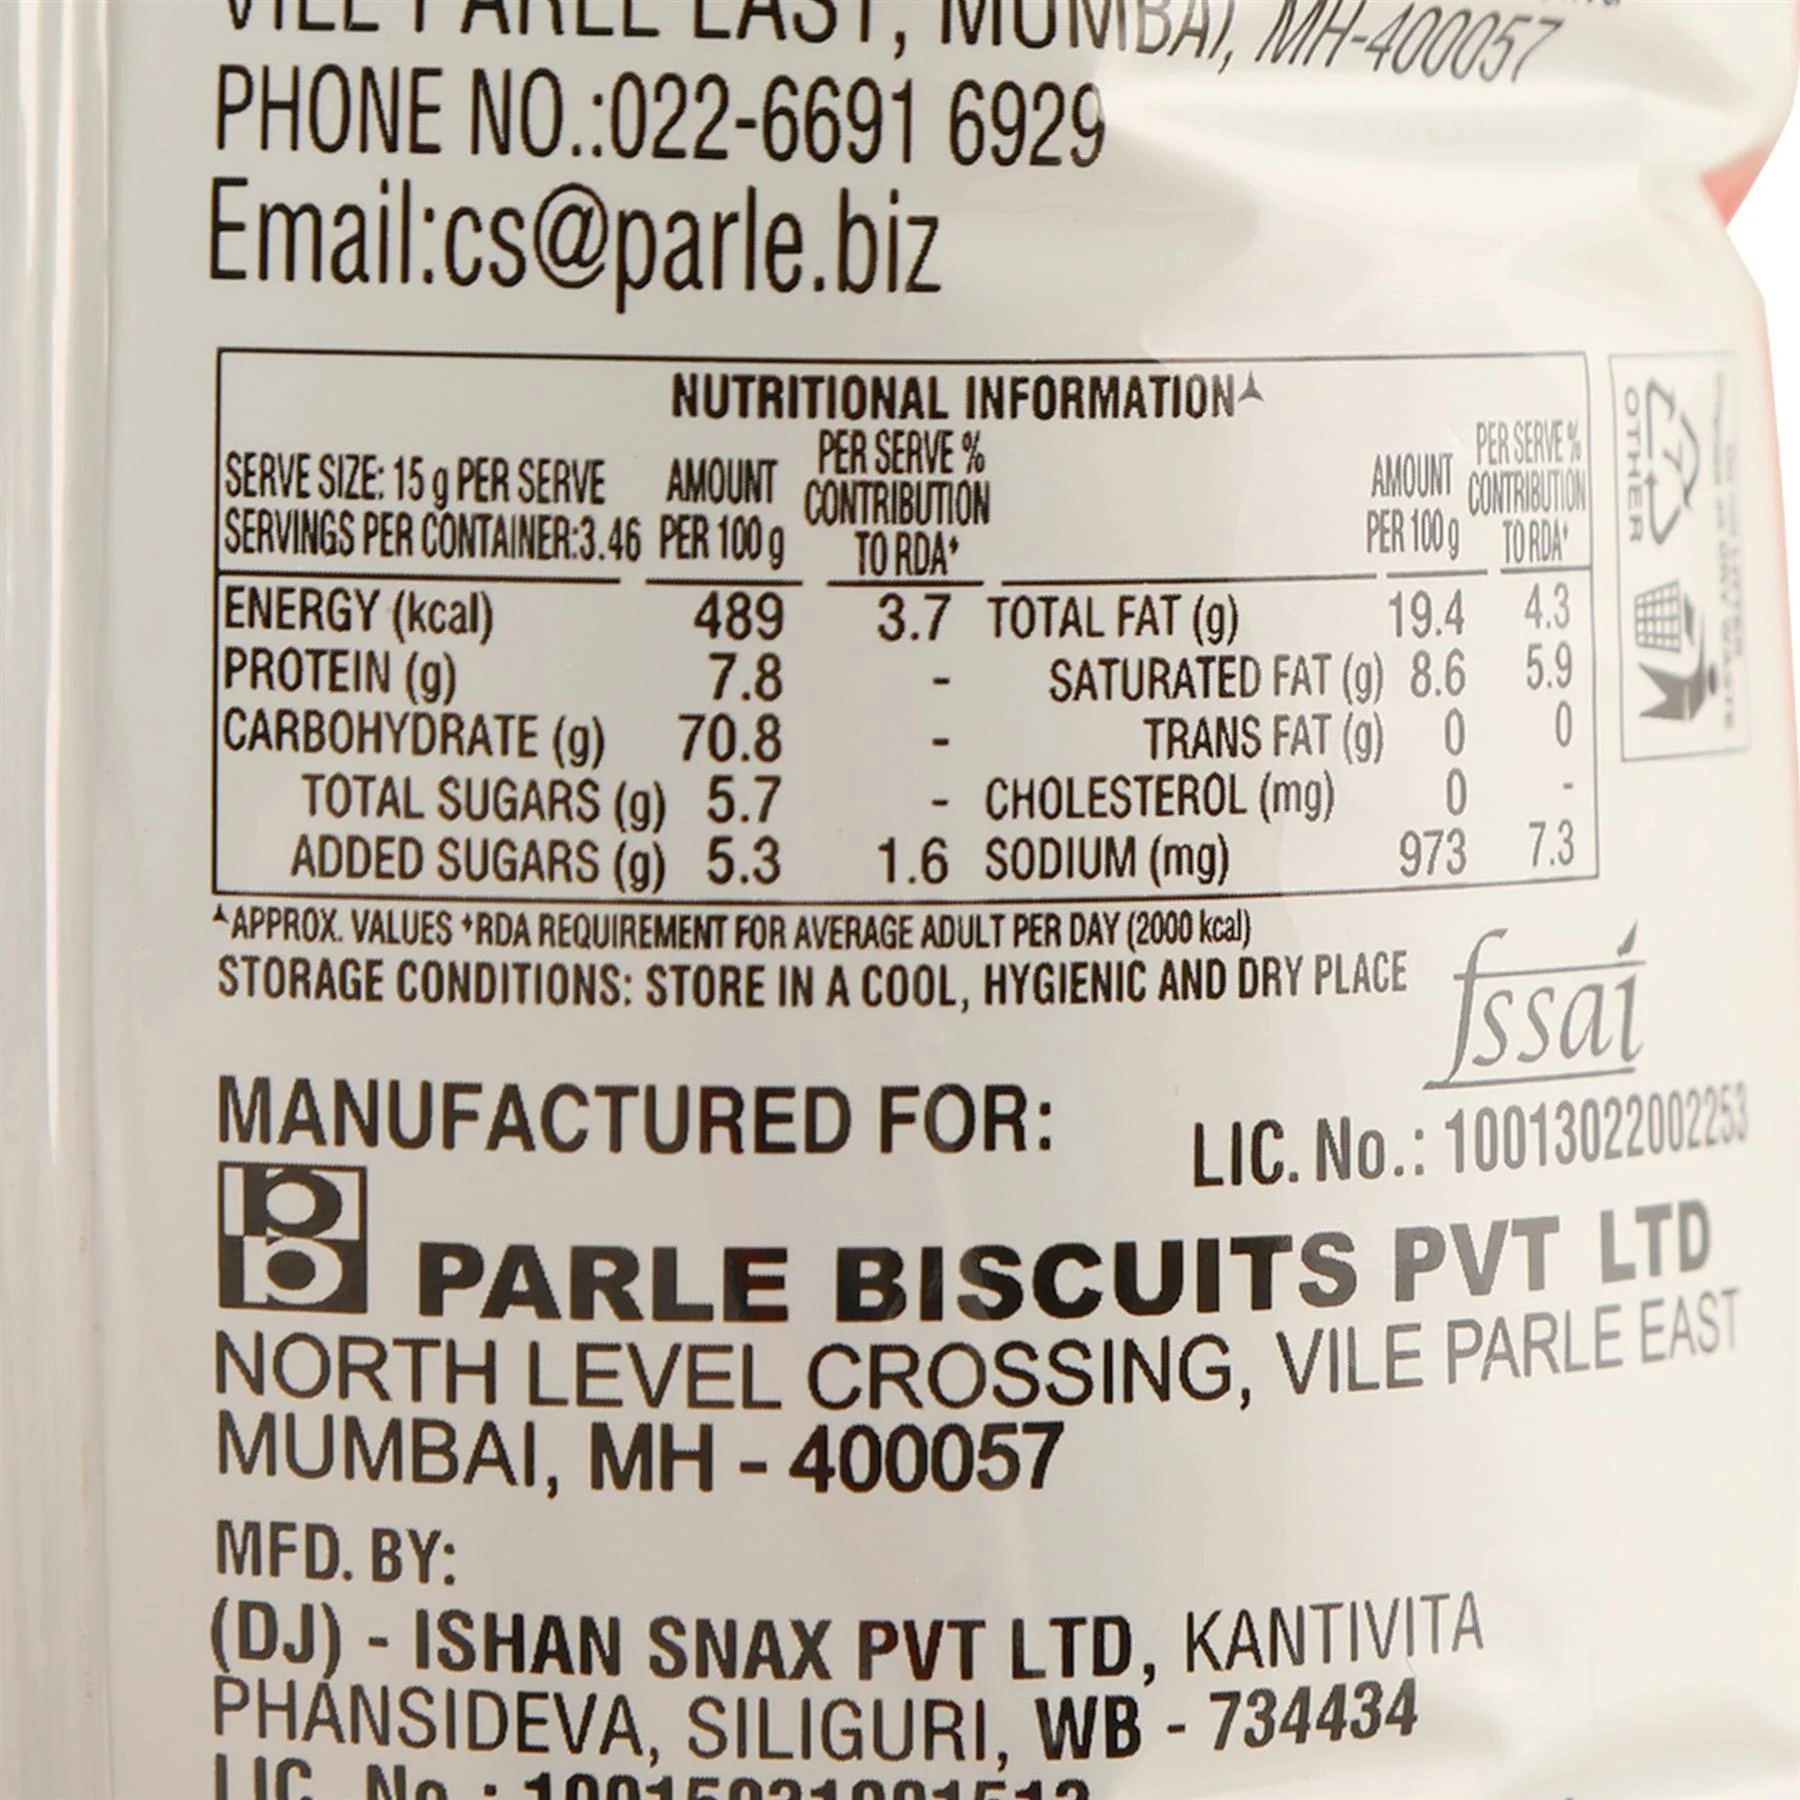 VILE PARLE EAST, MUMBAI, MH-400057
PHONE NO.:022-6691 6929
Email:cs@parle.biz
NUTRITIONAL INFORMATION▲
SERVE SIZE: 15 g PER SERVE
SERVINGS PER CONTAINER:3.46
AMOUNT PER 100 g
PER SERVE % CONTRIBUTION TO RDA⁺
AMOUNT PER 100 g
PER SERVE % CONTRIBUTION TO RDA⁺
ENERGY (kcal) 489 3.7 TOTAL FAT (g) 19.4 4.3
PROTEIN (g) 7.8 - SATURATED FAT (g) 8.6 5.9
CARBOHYDRATE (g) 70.8 - TRANS FAT (g) 0 0
TOTAL SUGARS (g) 5.7 - CHOLESTEROL (mg) 0 -
ADDED SUGARS (g) 5.3 1.6 SODIUM (mg) 973 7.3
OTHER
7
▲APPROX. VALUES ⁺RDA REQUIREMENT FOR AVERAGE ADULT PER DAY (2000 kcal)
STORAGE CONDITIONS: STORE IN A COOL, HYGIENIC AND DRY PLACE
fssai
MANUFACTURED FOR:
LIC. No.: 10013022002253
PARLE BISCUITS PVT LTD
NORTH LEVEL CROSSING, VILE PARLE EAST
MUMBAI, MH - 400057
MFD. BY:
(DJ) - ISHAN SNAX PVT LTD, KANTIVITA
PHANSIDEVA, SILIGURI, WB - 734434
LIC. No.: